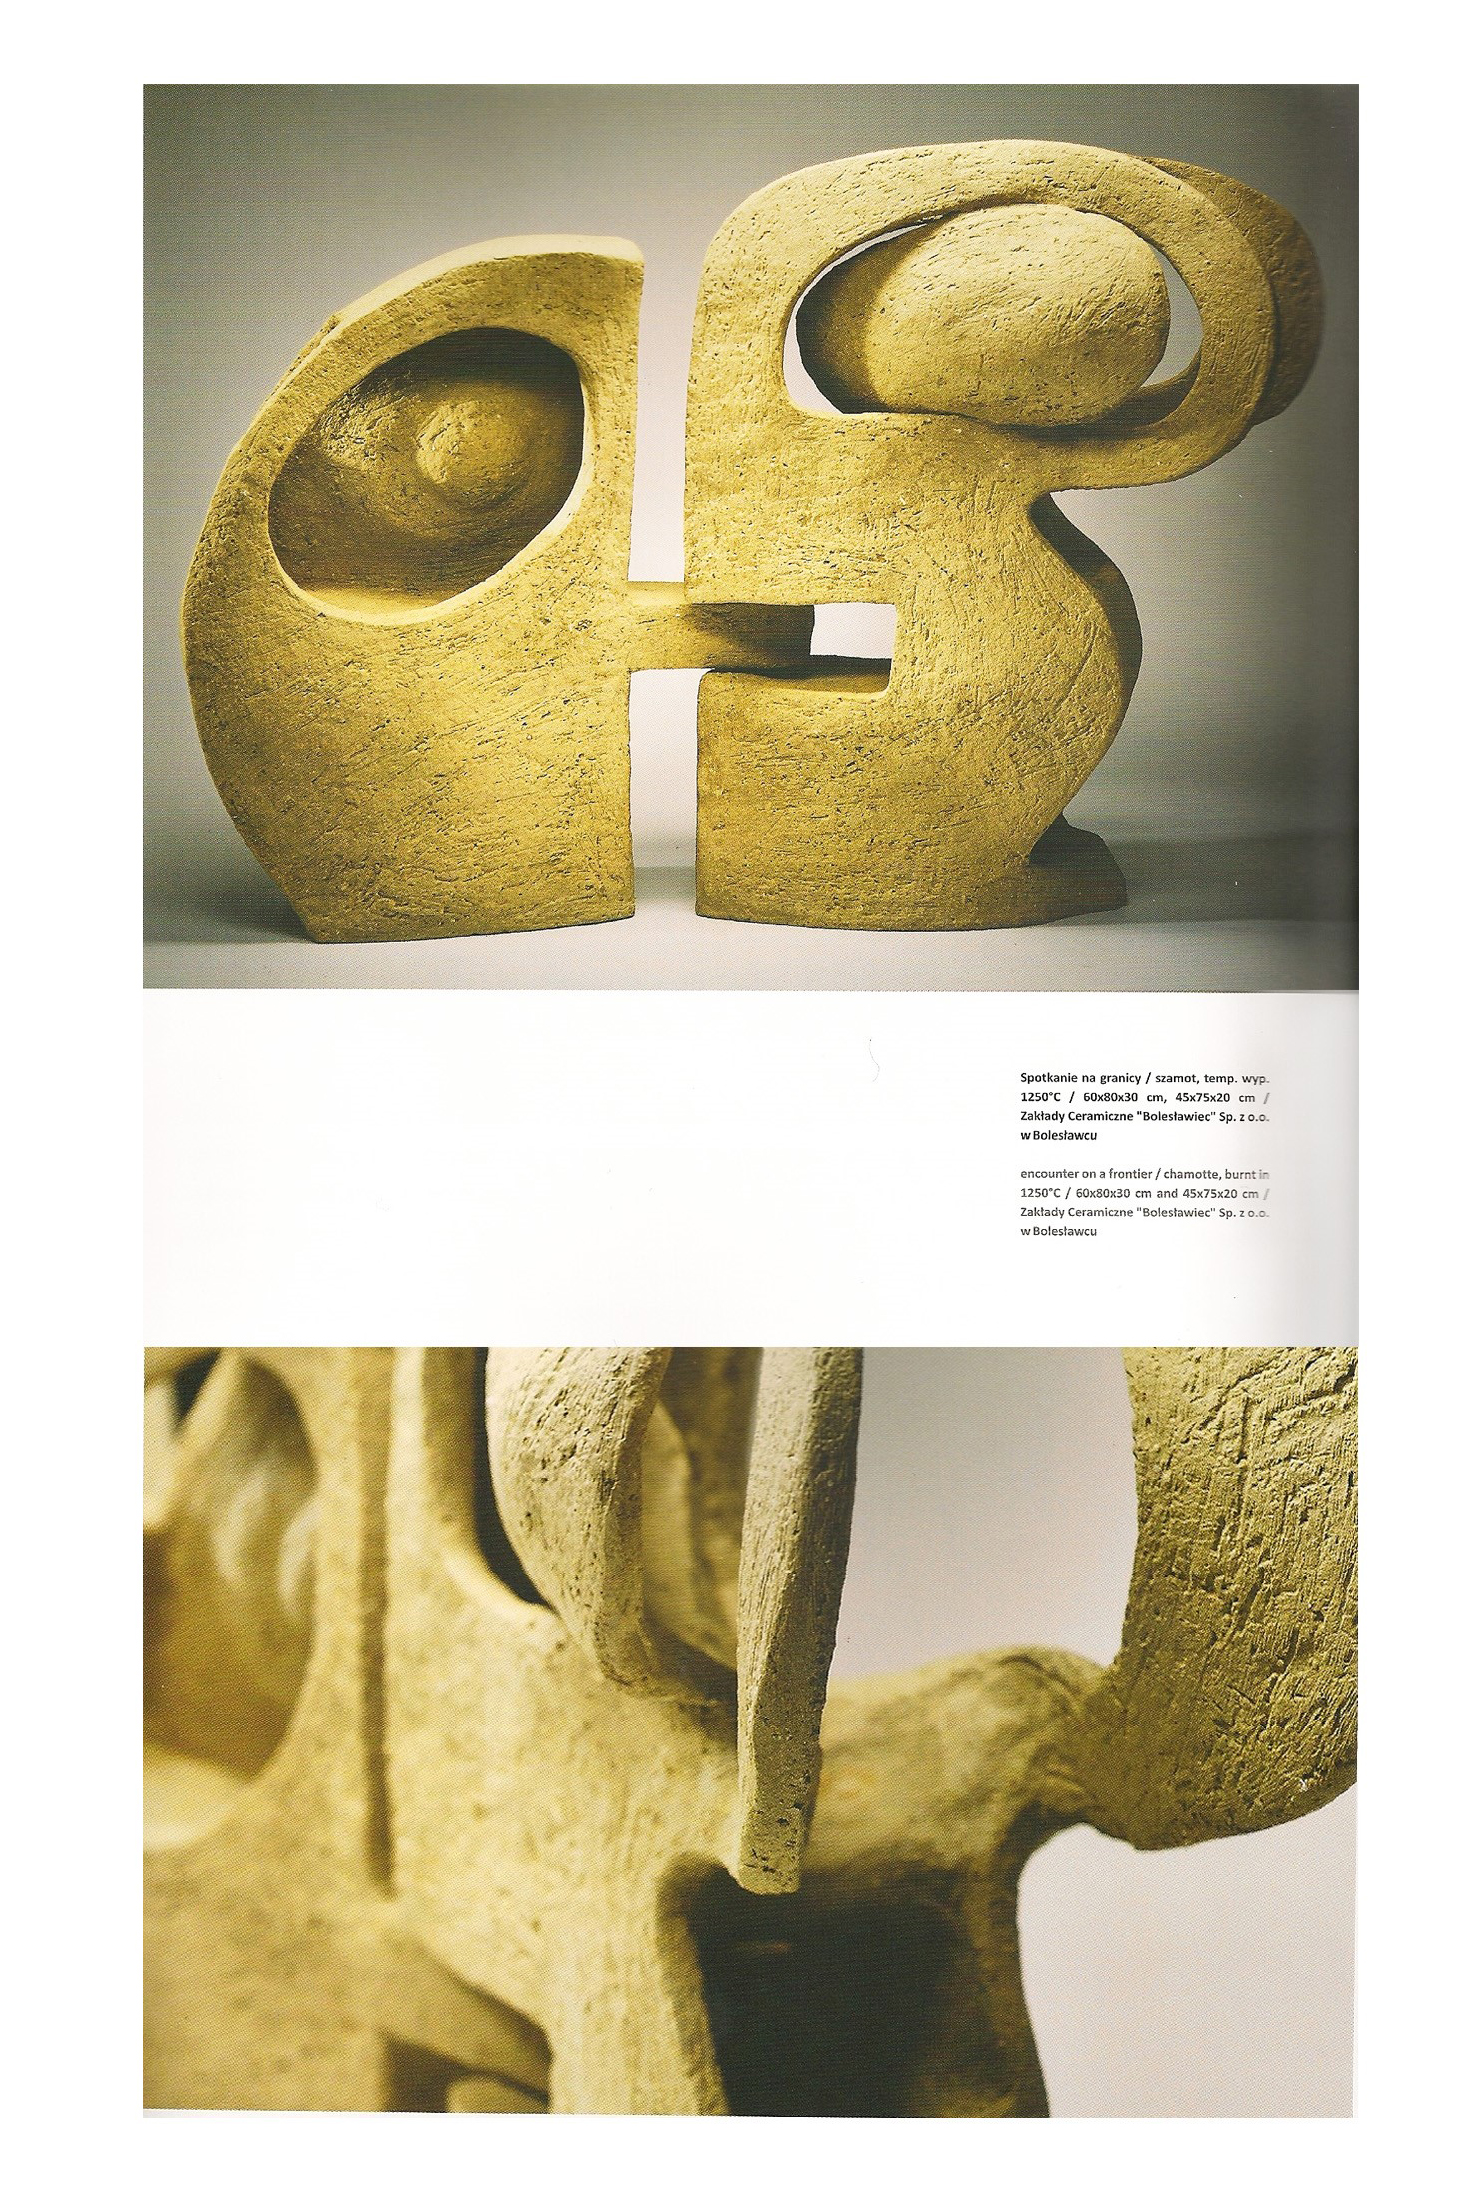 Spotkanie na granicy / szamot, temp. wyp.
1250°C / 60x80x30 cm, 45x75x20 cm /
Zakłady Ceramiczne "Bolesławiec" Sp. z o.o.
w Bolesławcu
encounter on a frontier / chamotte, burnt in
1250°C / 60x80x30 cm and 45x75x20 cm /
Zakłady Ceramiczne "Bolesławiec" Sp. z o.o.
w Bolesławcu